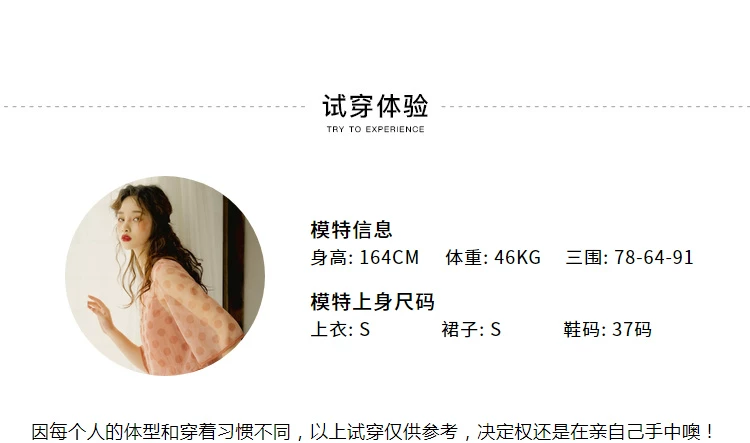 试穿体验
TRY TO EXPERIENCE
模特信息
身高: 164CM 体重: 46KG 三围: 78-64-91
模特上身尺码
上衣: S 裙子: S 鞋码: 37码
因每个人的体型和穿着习惯不同，以上试穿仅供参考，决定权还是在亲自己手中噢！